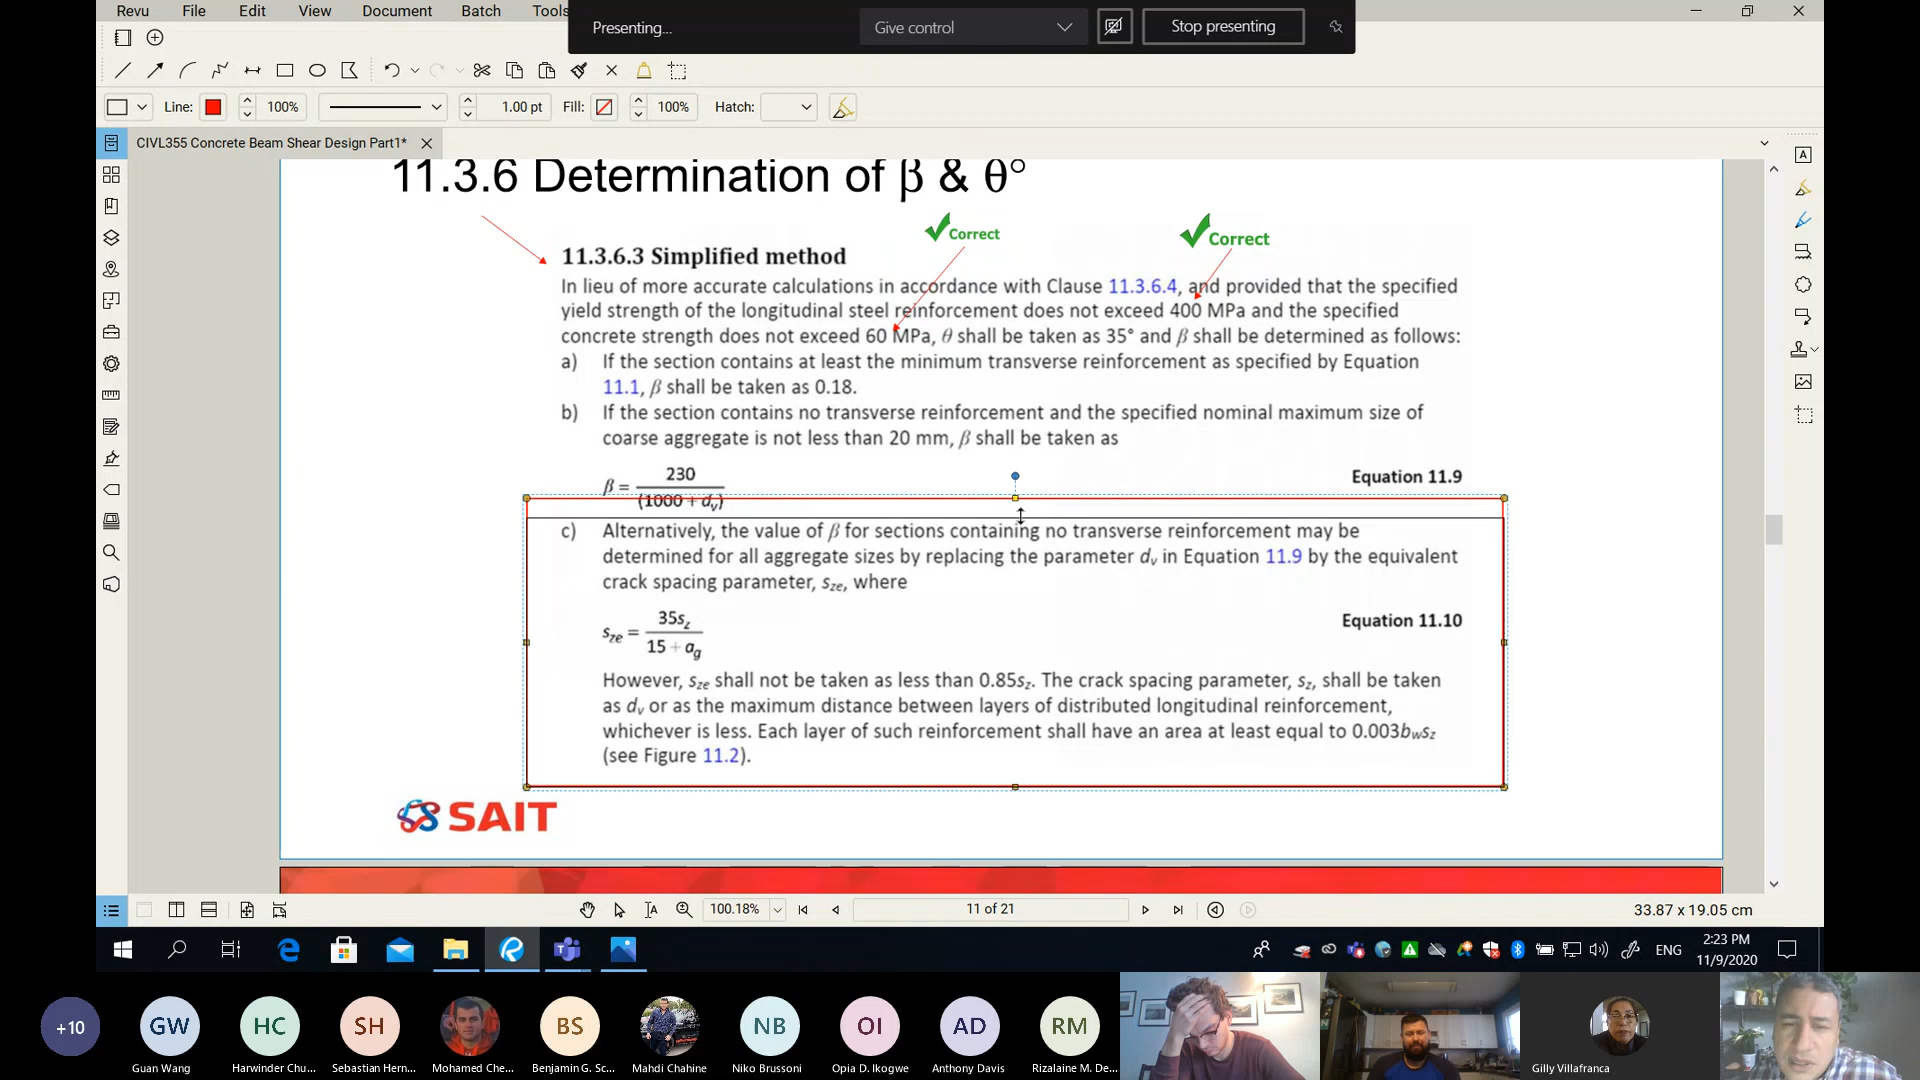 Revu File Edit View Document Batch Tools
Presenting...
Give control
Stop presenting
Line: 100% 1.00 pt Fill: 100% Hatch:
CIVL355 Concrete Beam Shear Design Part1*
11.3.6 Determination of β & θ°
Correct
Correct
11.3.6.3 Simplified method
In lieu of more accurate calculations in accordance with Clause 11.3.6.4, and provided that the specified
yield strength of the longitudinal steel reinforcement does not exceed 400 MPa and the specified
concrete strength does not exceed 60 MPa, θ shall be taken as 35° and β shall be determined as follows:
a) If the section contains at least the minimum transverse reinforcement as specified by Equation
11.1, β shall be taken as 0.18.
b) If the section contains no transverse reinforcement and the specified nominal maximum size of
coarse aggregate is not less than 20 mm, β shall be taken as
β = 230 / (1000 + dv)
Equation 11.9
c) Alternatively, the value of β for sections containing no transverse reinforcement may be
determined for all aggregate sizes by replacing the parameter dv in Equation 11.9 by the equivalent
crack spacing parameter, sze, where
sze = 35sz / 15 + ag
Equation 11.10
However, sze shall not be taken as less than 0.85sz. The crack spacing parameter, sz, shall be taken
as dv or as the maximum distance between layers of distributed longitudinal reinforcement,
whichever is less. Each layer of such reinforcement shall have an area at least equal to 0.003bwsz
(see Figure 11.2).
SAIT
100.18%
11 of 21
33.87 x 19.05 cm
ENG
2:23 PM
11/9/2020
+10 GW HC SH BS NB OI AD RM
Guan Wang Harwinder Chu... Sebastian Hern... Mohamed Che... Benjamin G. Sc... Mahdi Chahine Niko Brussoni Opia D. Ikogwe Anthony Davis Rizalaine M. De... Gilly Villafranca